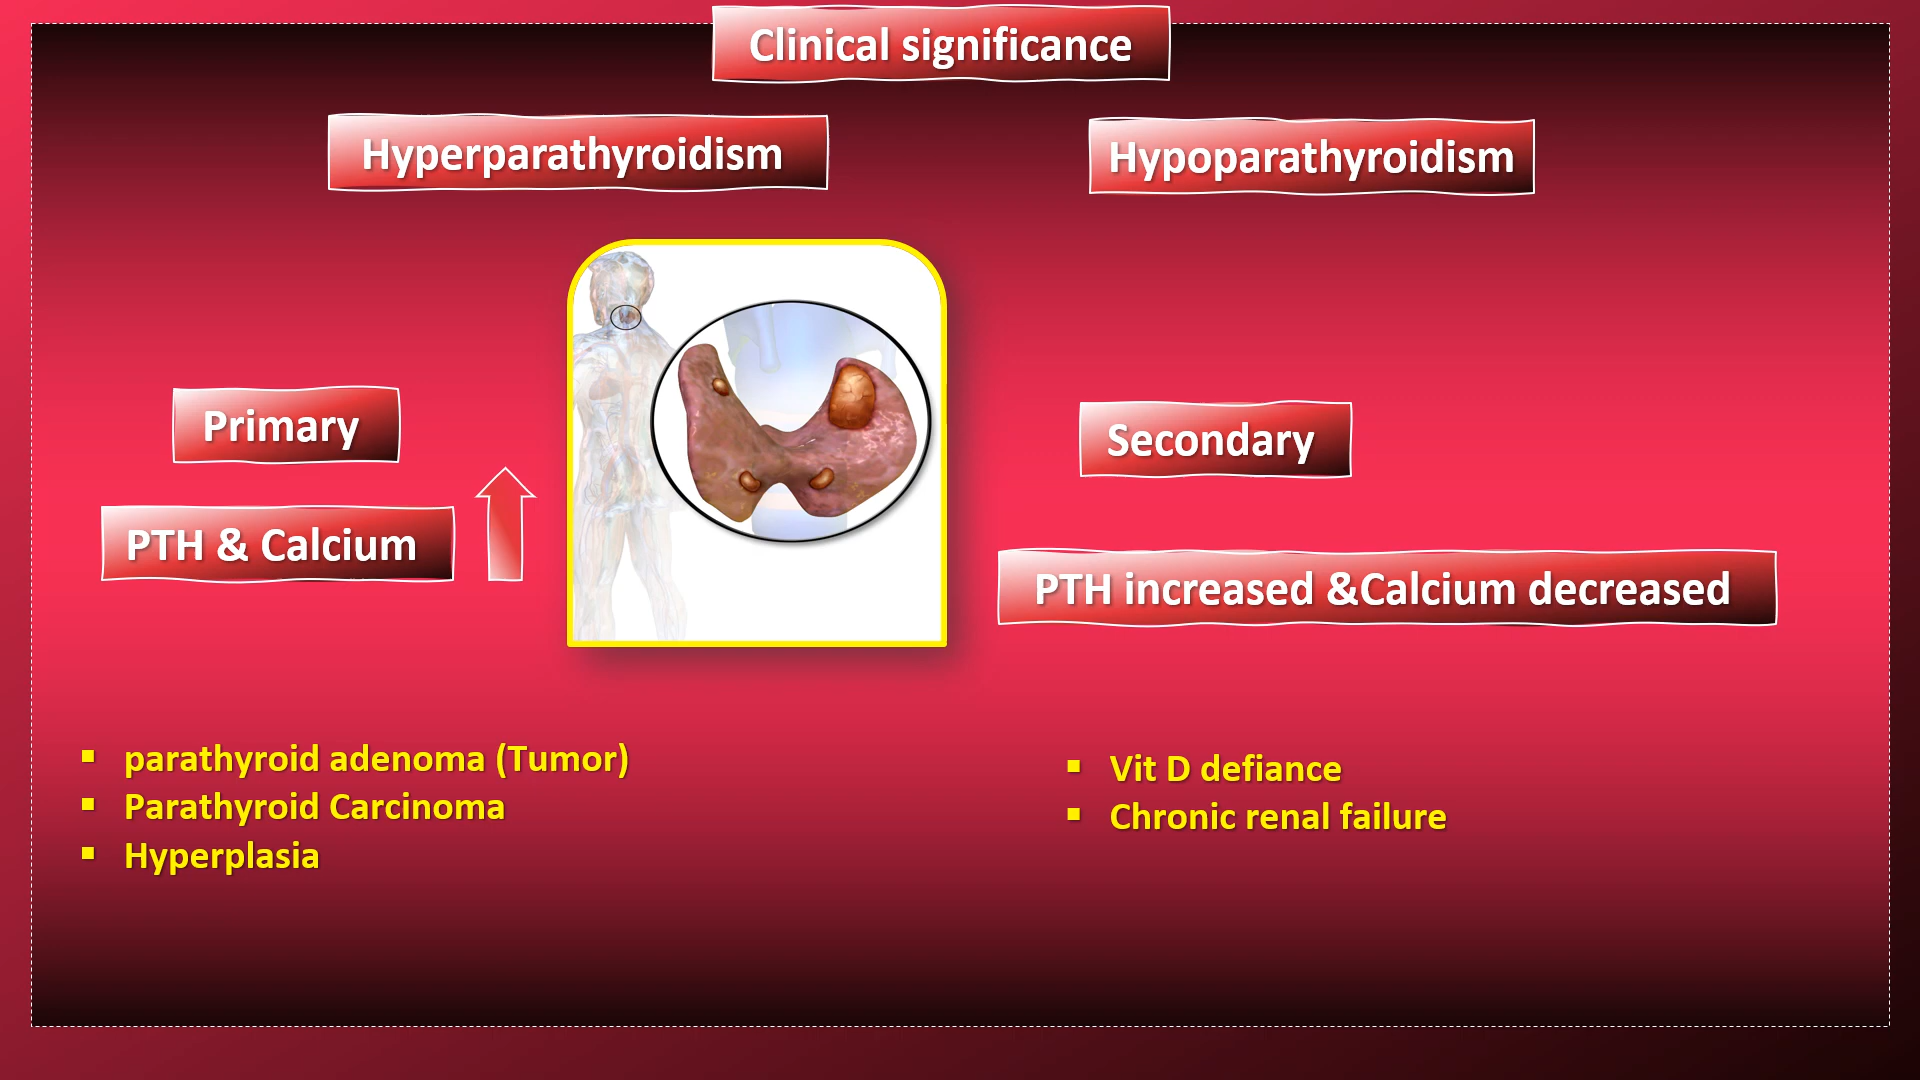 Clinical significance
Hyperparathyroidism
Hypoparathyroidism
Primary
PTH & Calcium
Secondary
PTH increased &Calcium decreased
▪ parathyroid adenoma (Tumor)
▪ Parathyroid Carcinoma
▪ Hyperplasia
▪ Vit D defiance
▪ Chronic renal failure